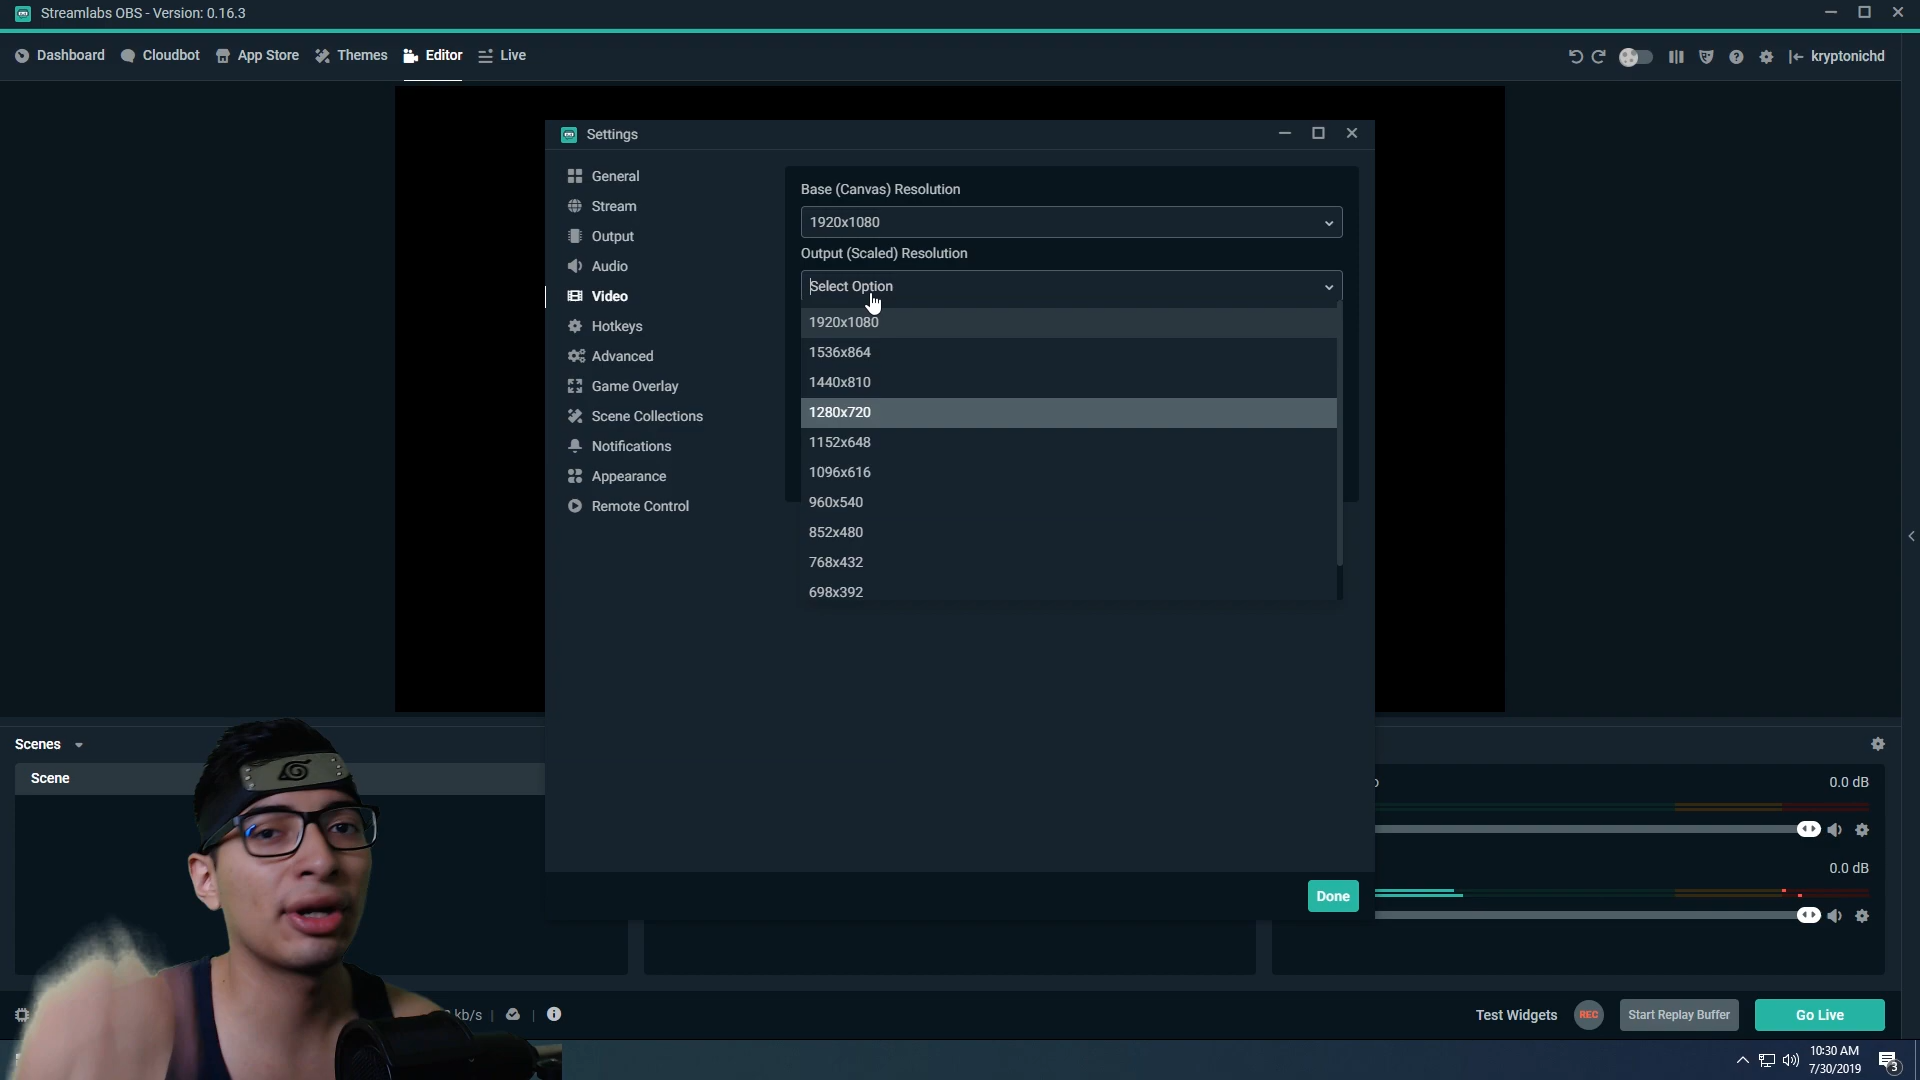 Streamlabs OBS - Version: 0.16.3
Dashboard Cloudbot App Store Themes Editor Live kryptonichd
Settings
General
Stream
Output
Audio
Video
Hotkeys
Advanced
Game Overlay
Scene Collections
Notifications
Appearance
Remote Control
Base (Canvas) Resolution
1920x1080
Output (Scaled) Resolution
Select Option
1920x1080
1536x864
1440x810
1280x720
1152x648
1096x616
960x540
852x480
768x432
698x392
Done
Scenes
Scene
0.0 dB
0.0 dB
kb/s
Test Widgets REC Start Replay Buffer Go Live
10:30 AM
7/30/2019
3